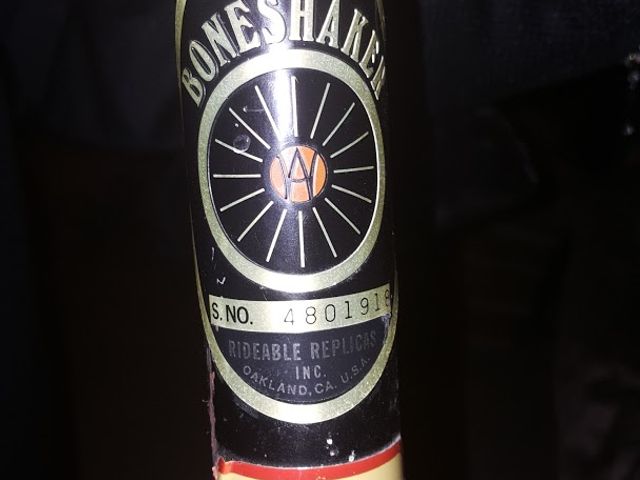 BONESHAKER
S.NO. 4801918
RIDEABLE REPLICAS
INC.
OAKLAND, CA. U.S.A.